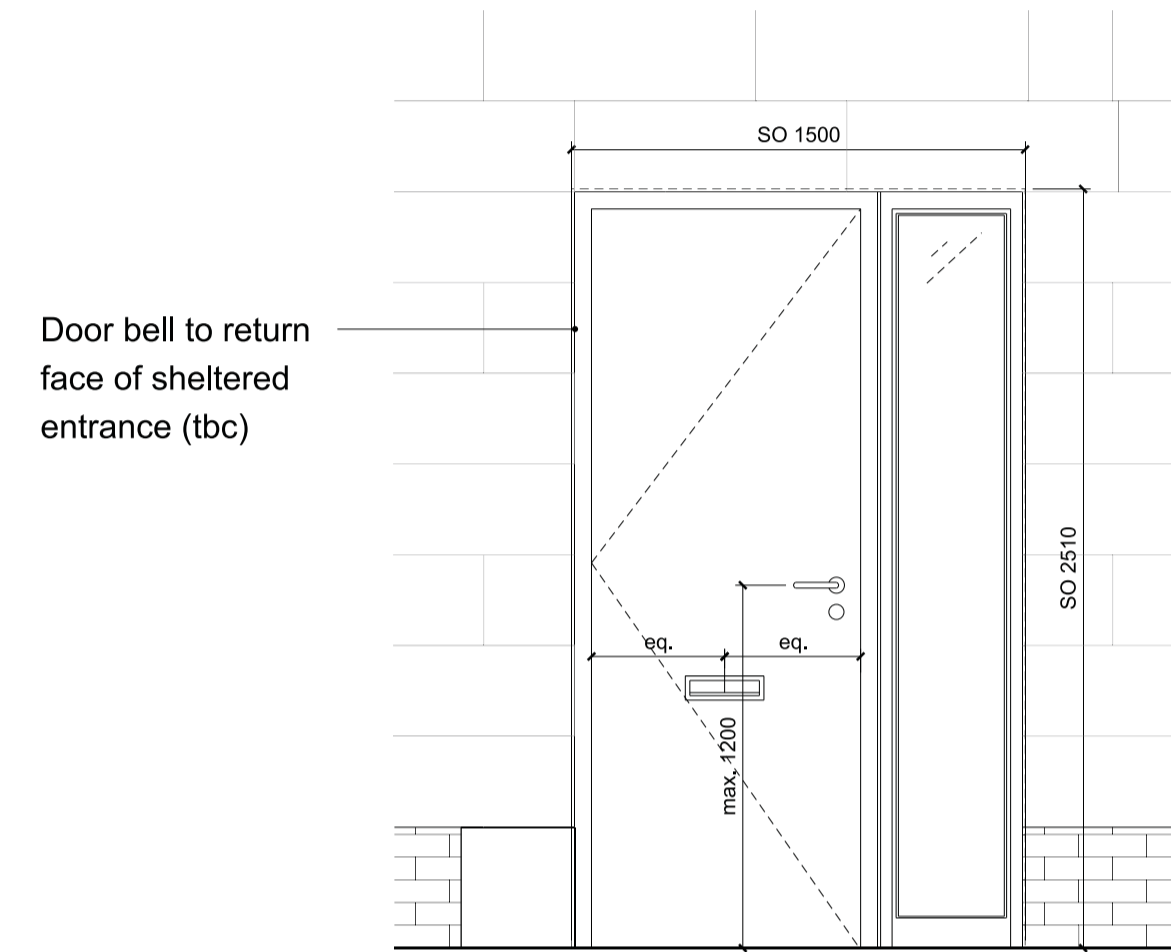 SO 1500
Door bell to return
face of sheltered
entrance (tbc)
SO 2510
eq.
eq.
max. 1200